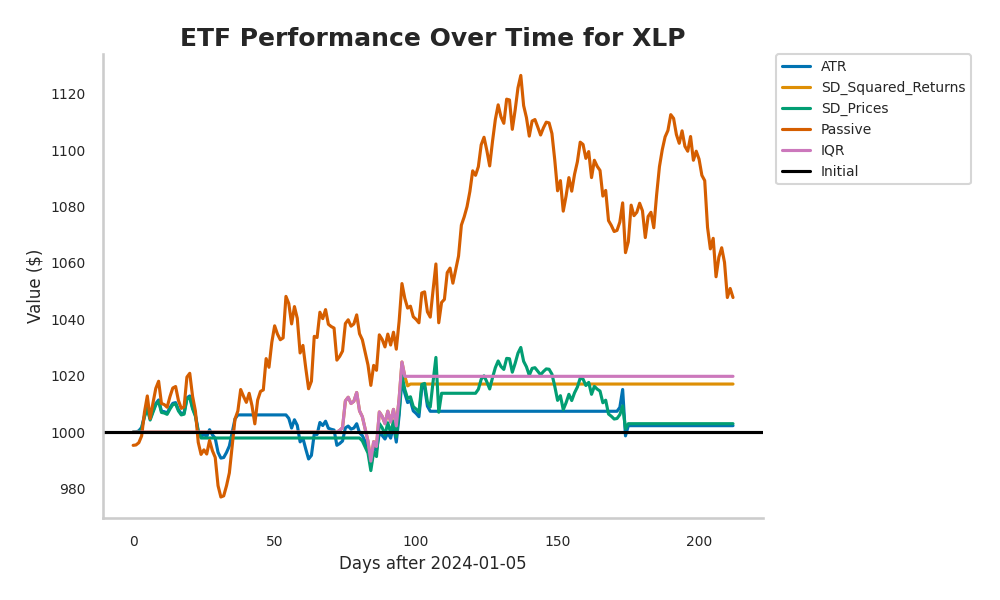 ETF Performance Over Time for XLP
Value ($)
1120
1100
1080
1060
1040
1020
1000
980
0 50 100 150 200
Days after 2024-01-05
ATR
SD_Squared_Returns
SD_Prices
Passive
IQR
Initial